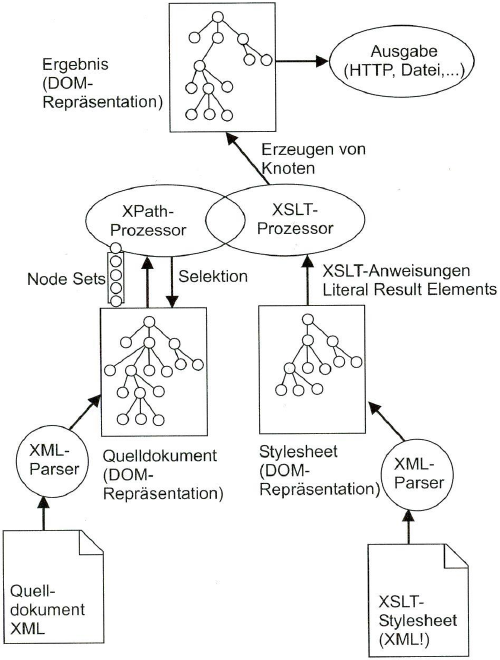 Ergebnis
(DOM-
Repräsentation)
Ausgabe
(HTTP, Datei,...)
Erzeugen von
Knoten
XPath-
Prozessor
XSLT-
Prozessor
Node Sets
Selektion
XSLT-Anweisungen
Literal Result Elements
XML-
Parser
Quelldokument
(DOM-
Repräsentation)
Stylesheet
(DOM-
Repräsentation)
XML-
Parser
Quell-
dokument
XML
XSLT-
Stylesheet
(XML!)